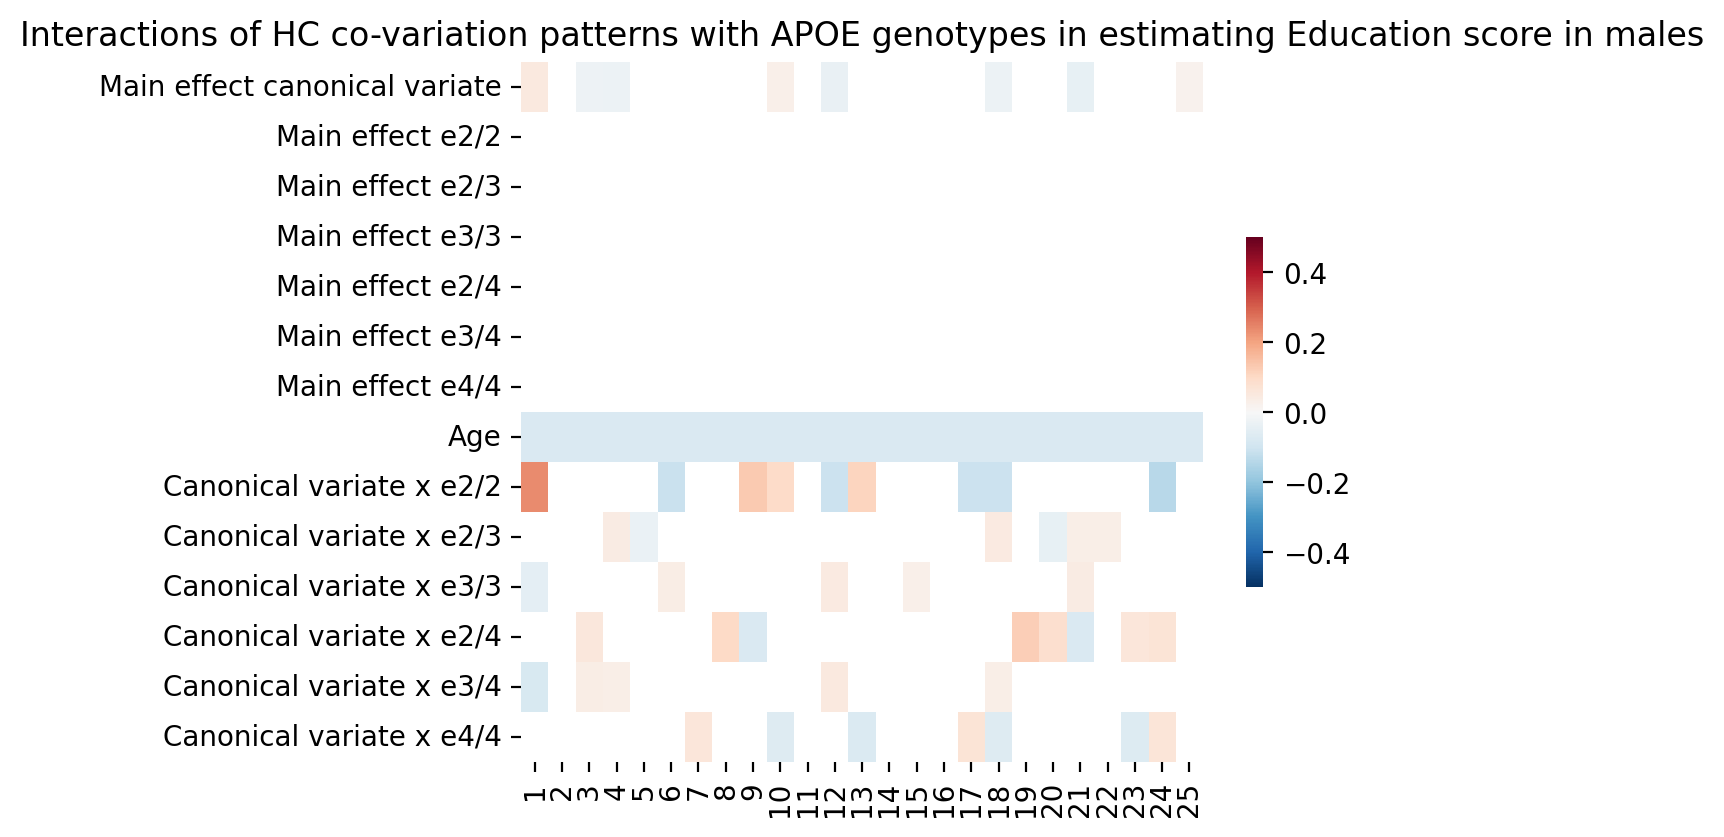 Interactions of HC co-variation patterns with APOE genotypes in estimating Education score in males
Main effect canonical variate
Main effect e2/2
Main effect e2/3
Main effect e3/3
Main effect e2/4
Main effect e3/4
Main effect e4/4
Age
Canonical variate x e2/2
Canonical variate x e2/3
Canonical variate x e3/3
Canonical variate x e2/4
Canonical variate x e3/4
Canonical variate x e4/4
1 2 3 4 5 6 7 8 9 10 11 12 13 14 15 16 17 18 19 20 21 22 23 24 25
0.4
0.2
0.0
−0.2
−0.4